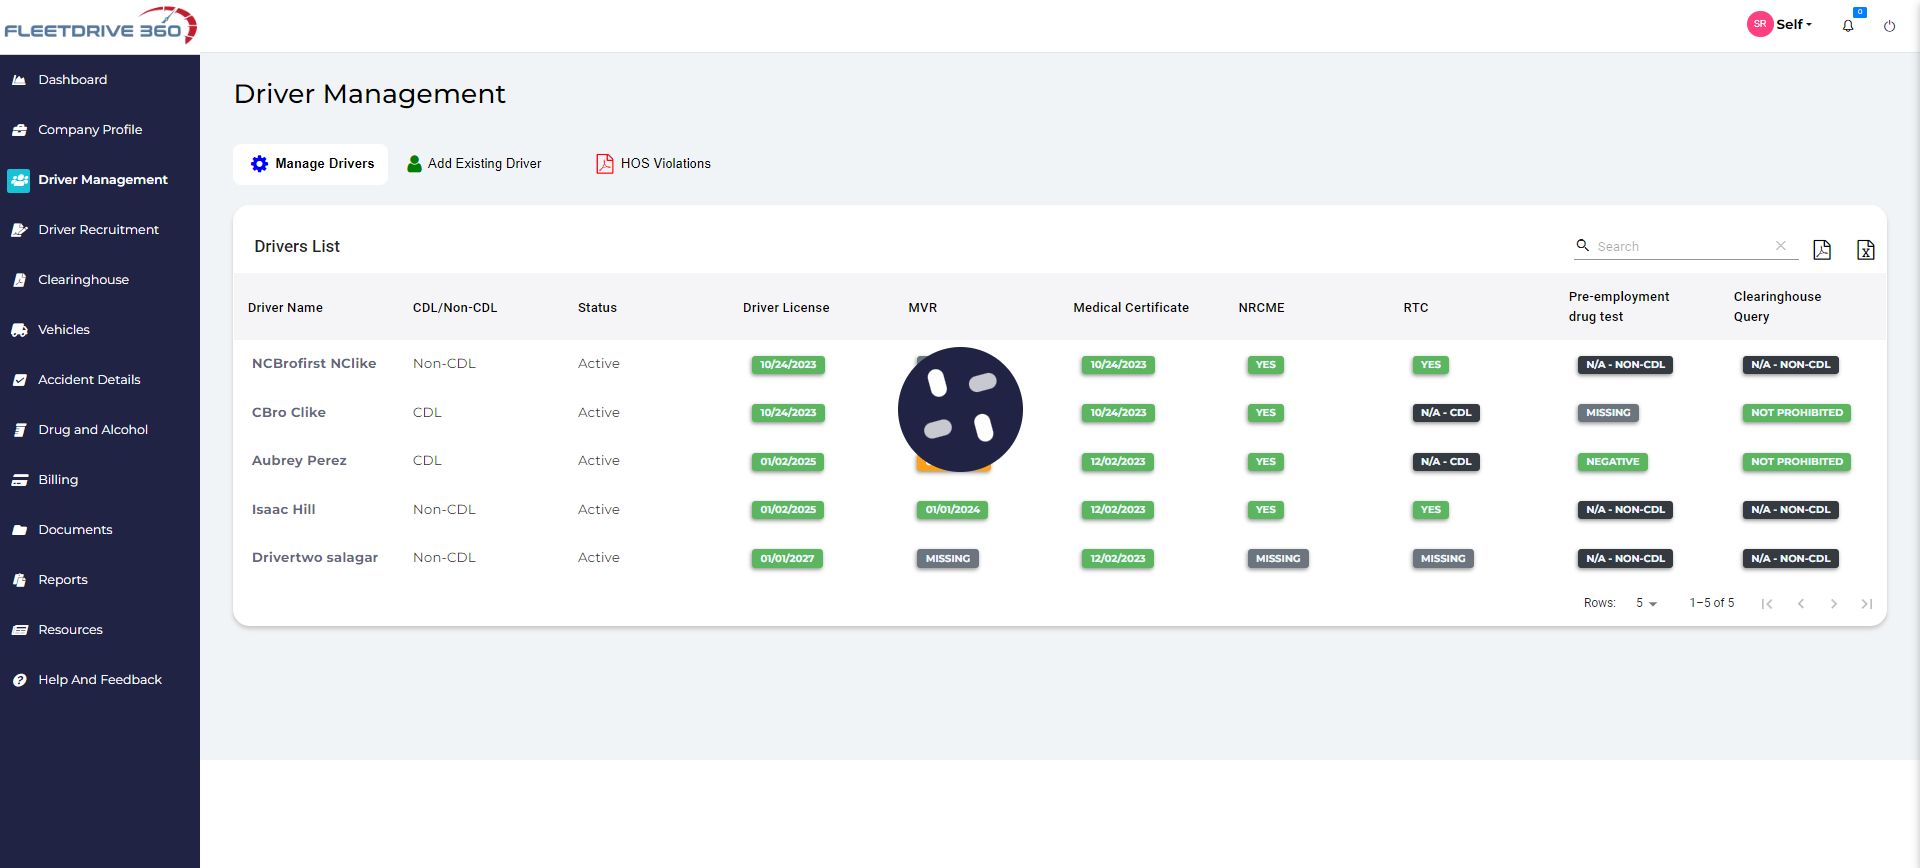 FLEETDRIVE 360
SR Self
0
Dashboard
Company Profile
Driver Management
Driver Recruitment
Clearinghouse
Vehicles
Accident Details
Drug and Alcohol
Billing
Documents
Reports
Resources
Help And Feedback
Driver Management
Manage Drivers Add Existing Driver HOS Violations
Drivers List Search
Driver Name CDL/Non-CDL Status Driver License MVR Medical Certificate NRCME RTC Pre-employment drug test Clearinghouse Query
NCBrofirst NClike Non-CDL Active 10/24/2023 10/24/2023 YES YES N/A - NON-CDL N/A - NON-CDL
CBro Clike CDL Active 10/24/2023 10/24/2023 YES N/A - CDL MISSING NOT PROHIBITED
Aubrey Perez CDL Active 01/02/2025 12/02/2023 YES N/A - CDL NEGATIVE NOT PROHIBITED
Isaac Hill Non-CDL Active 01/02/2025 01/01/2024 12/02/2023 YES YES N/A - NON-CDL N/A - NON-CDL
Drivertwo salagar Non-CDL Active 01/01/2027 MISSING 12/02/2023 MISSING MISSING N/A - NON-CDL N/A - NON-CDL
Rows: 5 1–5 of 5